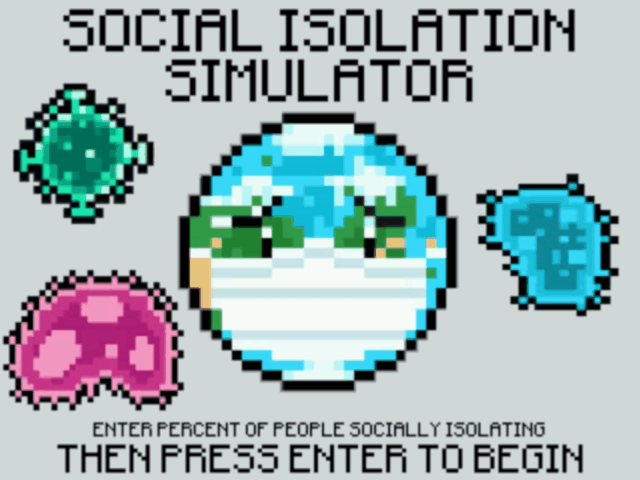 SOCIAL ISOLATION
SIMULATOR
ENTER PERCENT OF PEOPLE SOCIALLY ISOLATING
THEN PRESS ENTER TO BEGIN